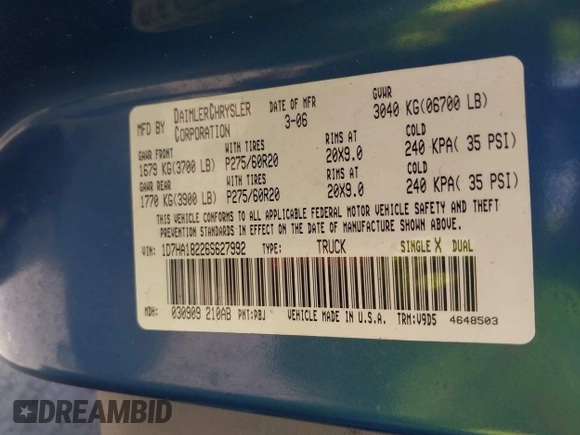 MFD BY DAIMLERCHRYSLER CORPORATION DATE OF MFR 3-06 GVWR 3040 KG(06700 LB)
GAWR FRONT WITH TIRES RIMS AT COLD
1679 KG(3700 LB) P275/60R20 20X9.0 240 KPA( 35 PSI)
GAWR REAR WITH TIRES RIMS AT COLD
1770 KG(3900 LB) P275/60R20 20X9.0 240 KPA( 35 PSI)
THIS VEHICLE CONFORMS TO ALL APPLICABLE FEDERAL MOTOR VEHICLE SAFETY AND THEFT
PREVENTION STANDARDS IN EFFECT ON THE DATE OF MANUFACTURE SHOWN ABOVE.
VIN: 1D7HA18226S627992 TYPE: TRUCK SINGLE X DUAL
MDH: 030909 210AB PNT:PBJ VEHICLE MADE IN U.S.A. TRM:V9D5 4648503
DREAMBID